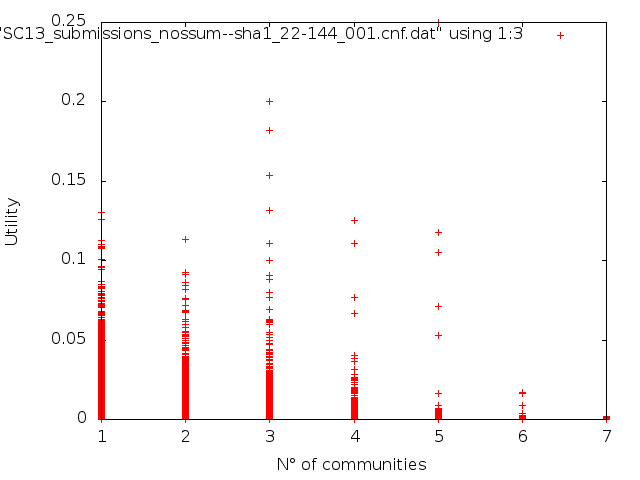 0.25
"SC13_submissions_nossum--sha1_22-144_001.cnf.dat" using 1:3
0.2
0.15
Utility
0.1
0.05
0
1 2 3 4 5 6 7
N° of communities